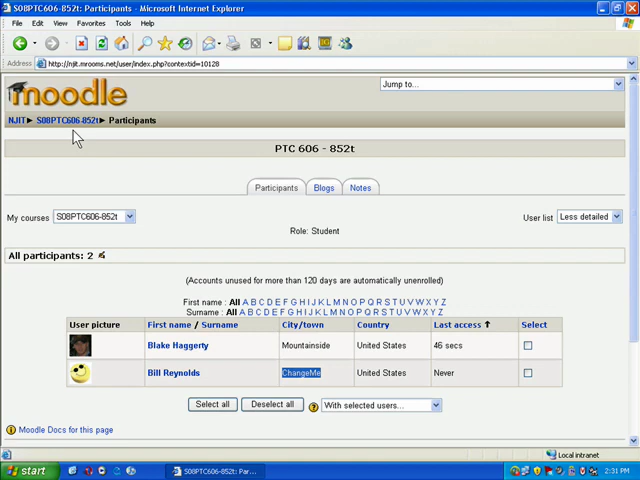 S08PTC606-852t: Participants - Microsoft Internet Explorer
File Edit View Favorites Tools Help
Address http://njit.mrooms.net/user/index.php?contextid=10128
moodle
Jump to...
NJIT ► S08PTC606-852t ► Participants
PTC 606 - 852t
Participants Blogs Notes
My courses S08PTC606-852t User list Less detailed
Role: Student
All participants: 2
(Accounts unused for more than 120 days are automatically unenrolled)
First name : All A B C D E F G H I J K L M N O P Q R S T U V W X Y Z
Surname : All A B C D E F G H I J K L M N O P Q R S T U V W X Y Z
User picture First name / Surname City/town Country Last access ↑ Select
Blake Haggerty Mountainside United States 46 secs
Bill Reynolds ChangeMe United States Never
Select all Deselect all With selected users...
Moodle Docs for this page
Local intranet
start S08PTC606-852t: Par... 2:31 PM